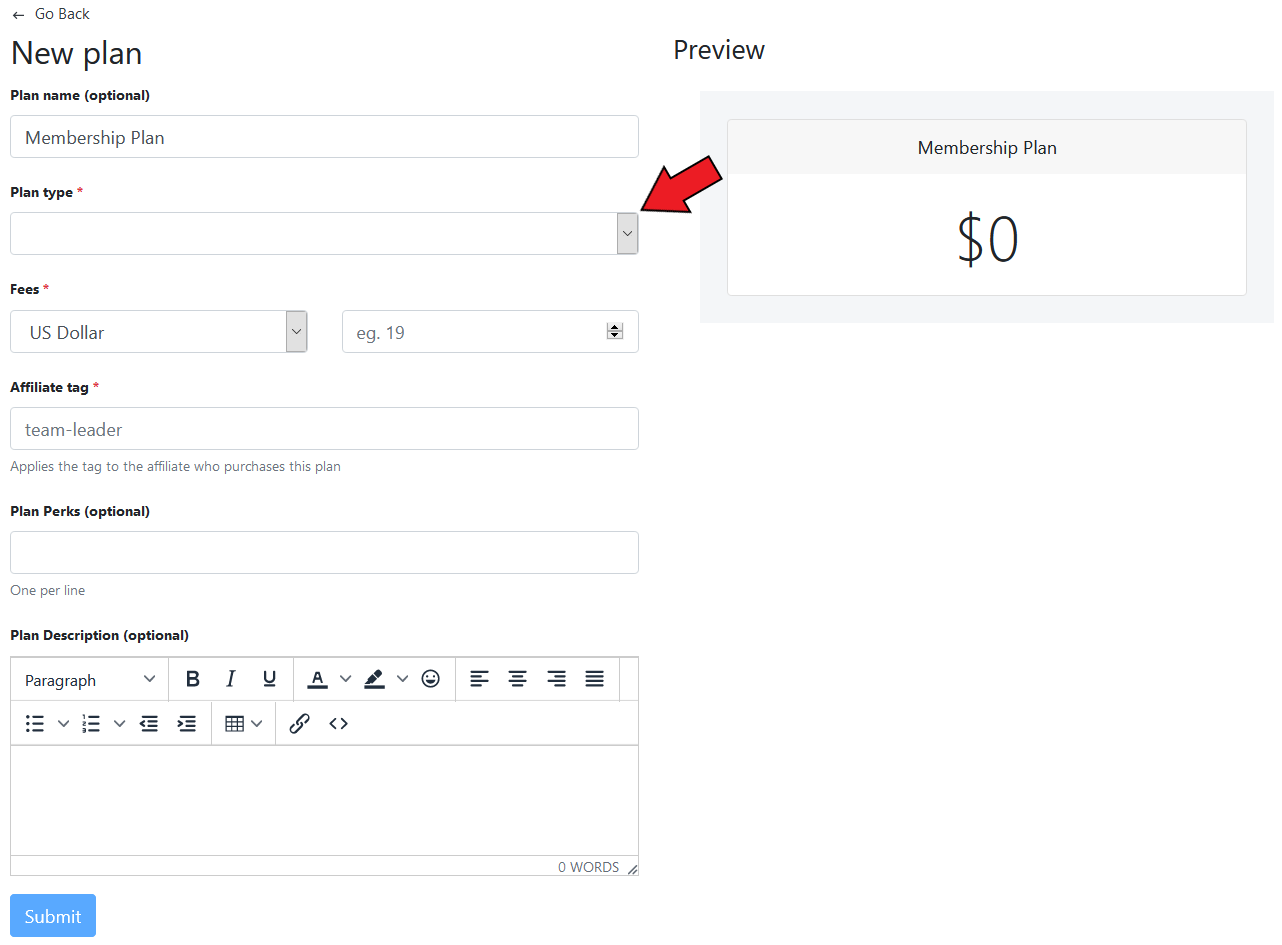 ← Go Back
New plan
Plan name (optional)
Membership Plan
Plan type *
Fees *
US Dollar
eg. 19
Affiliate tag *
team-leader
Applies the tag to the affiliate who purchases this plan
Plan Perks (optional)
One per line
Plan Description (optional)
Paragraph B I U A
0 WORDS
Submit
Preview
Membership Plan
$0